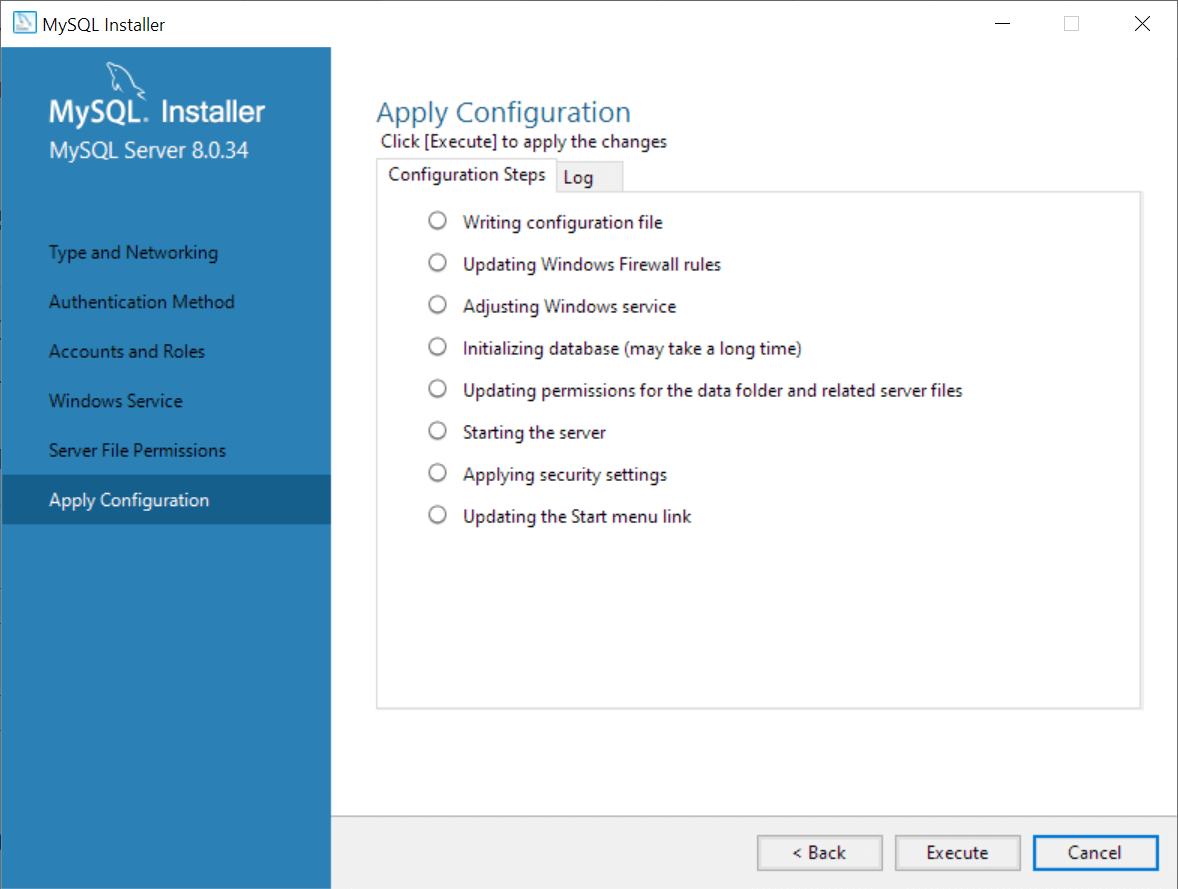 MySQL Installer
MySQL. Installer
MySQL Server 8.0.34
Type and Networking
Authentication Method
Accounts and Roles
Windows Service
Server File Permissions
Apply Configuration
Apply Configuration
Click [Execute] to apply the changes
Configuration Steps
Log
Writing configuration file
Updating Windows Firewall rules
Adjusting Windows service
Initializing database (may take a long time)
Updating permissions for the data folder and related server files
Starting the server
Applying security settings
Updating the Start menu link
< Back
Execute
Cancel